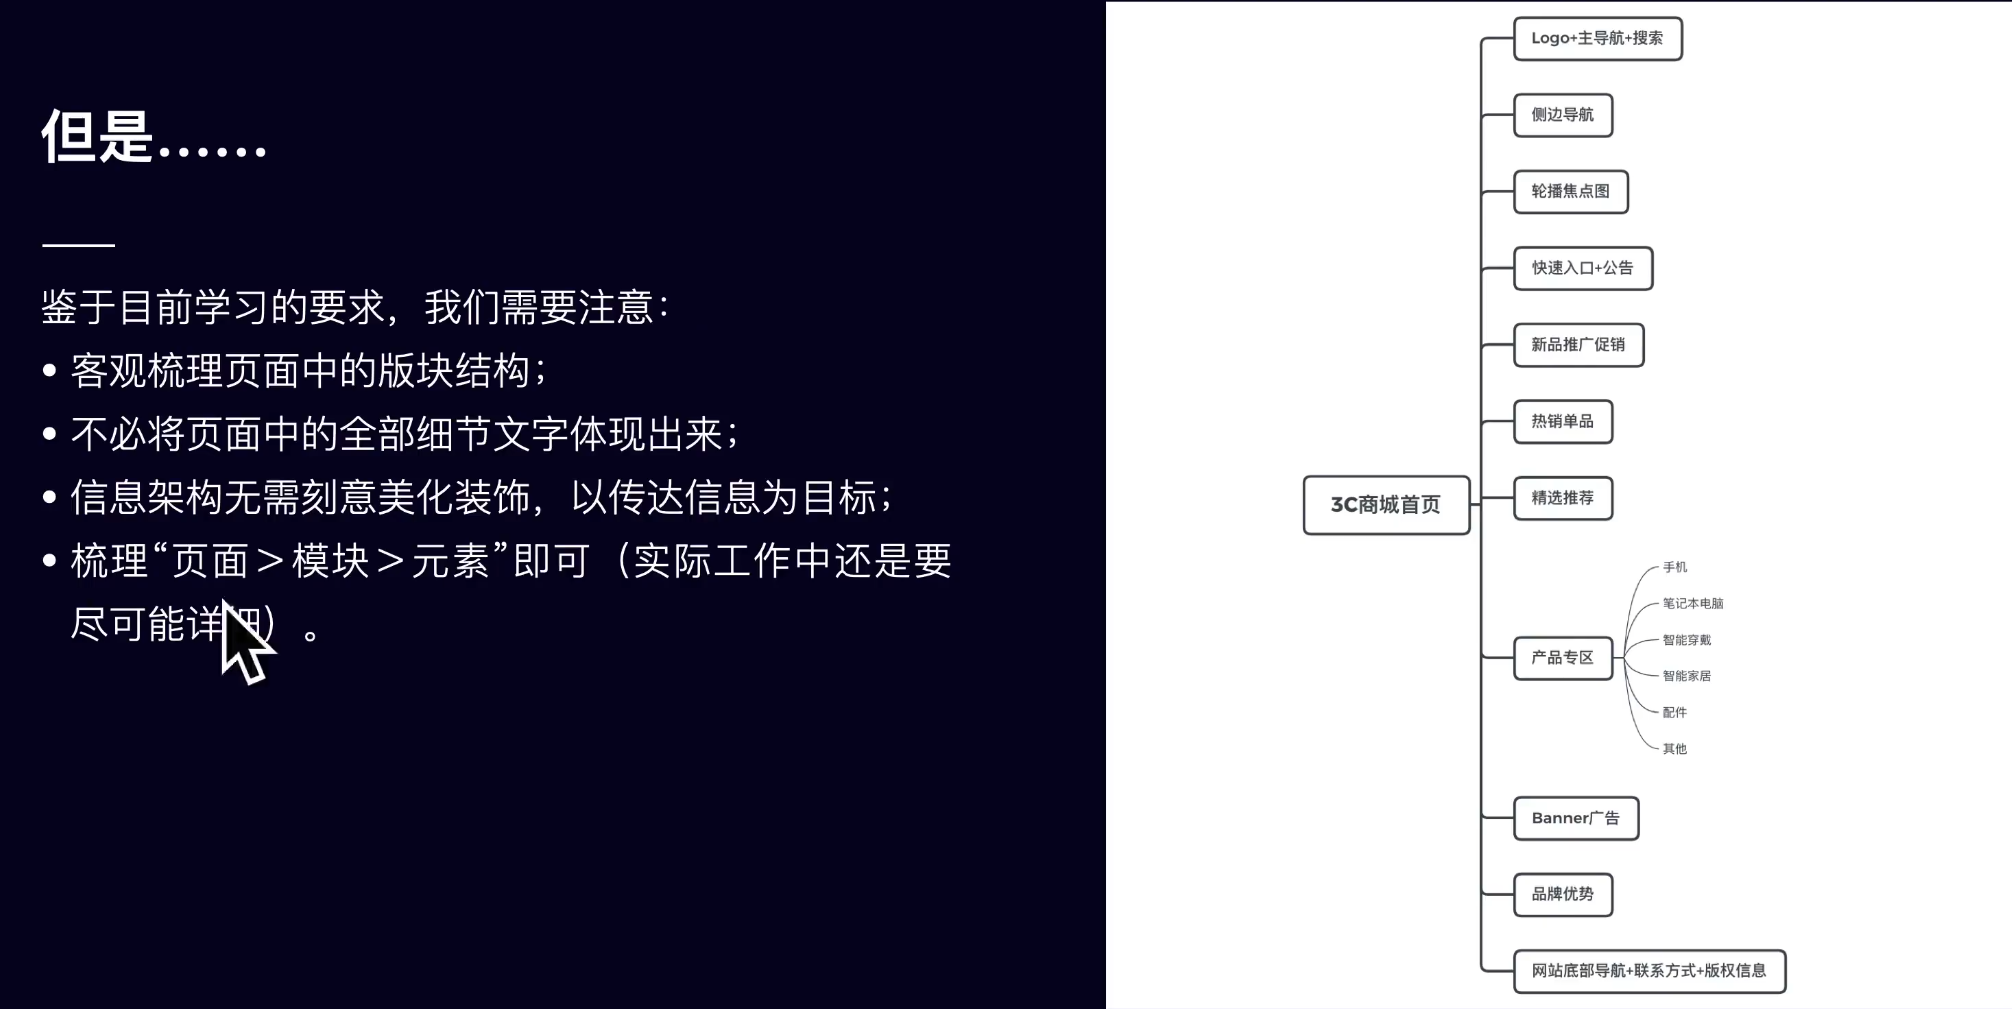 但是……
鉴于目前学习的要求，我们需要注意：
• 客观梳理页面中的版块结构；
• 不必将页面中的全部细节文字体现出来；
• 信息架构无需刻意美化装饰，以传达信息为目标；
• 梳理“页面＞模块＞元素”即可（实际工作中还是要
尽可能详细）。
3C商城首页
Logo+主导航+搜索
侧边导航
轮播焦点图
快速入口+公告
新品推广促销
热销单品
精选推荐
产品专区
手机
笔记本电脑
智能穿戴
智能家居
配件
其他
Banner广告
品牌优势
网站底部导航+联系方式+版权信息